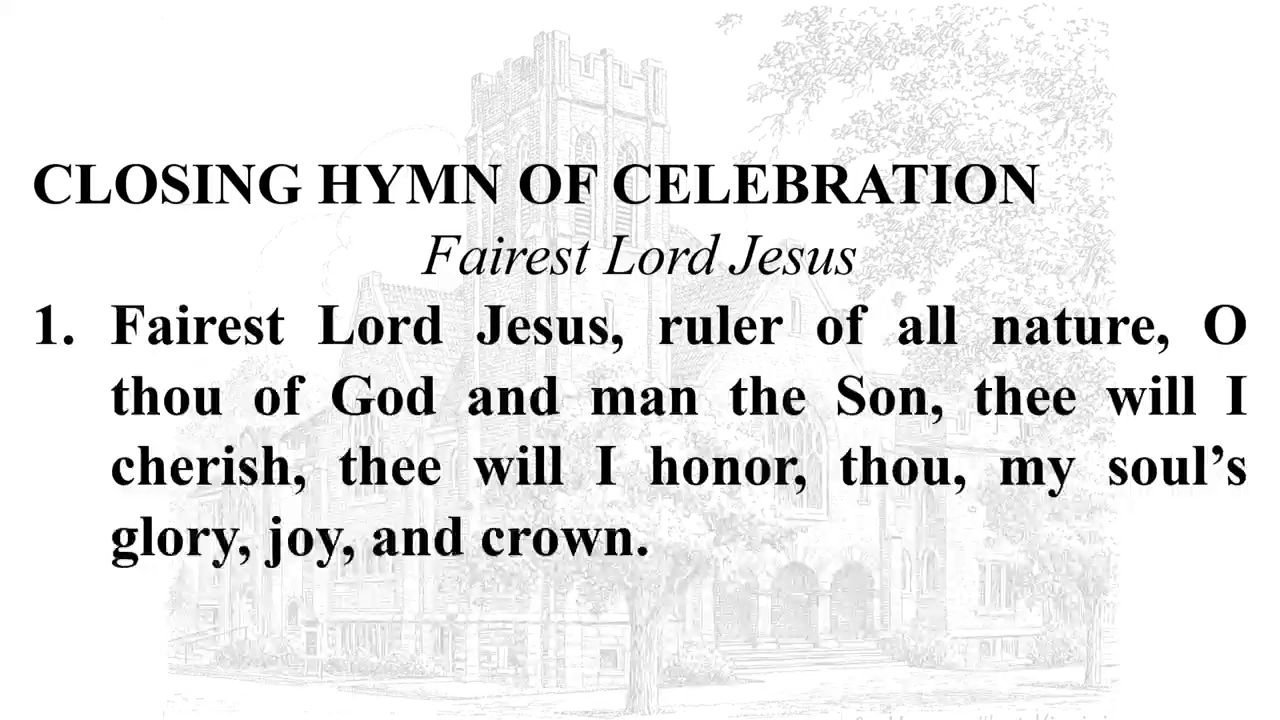 CLOSING HYMN OF CELEBRATION
Fairest Lord Jesus
1. Fairest Lord Jesus, ruler of all nature, O
thou of God and man the Son, thee will I
cherish, thee will I honor, thou, my soul’s
glory, joy, and crown.